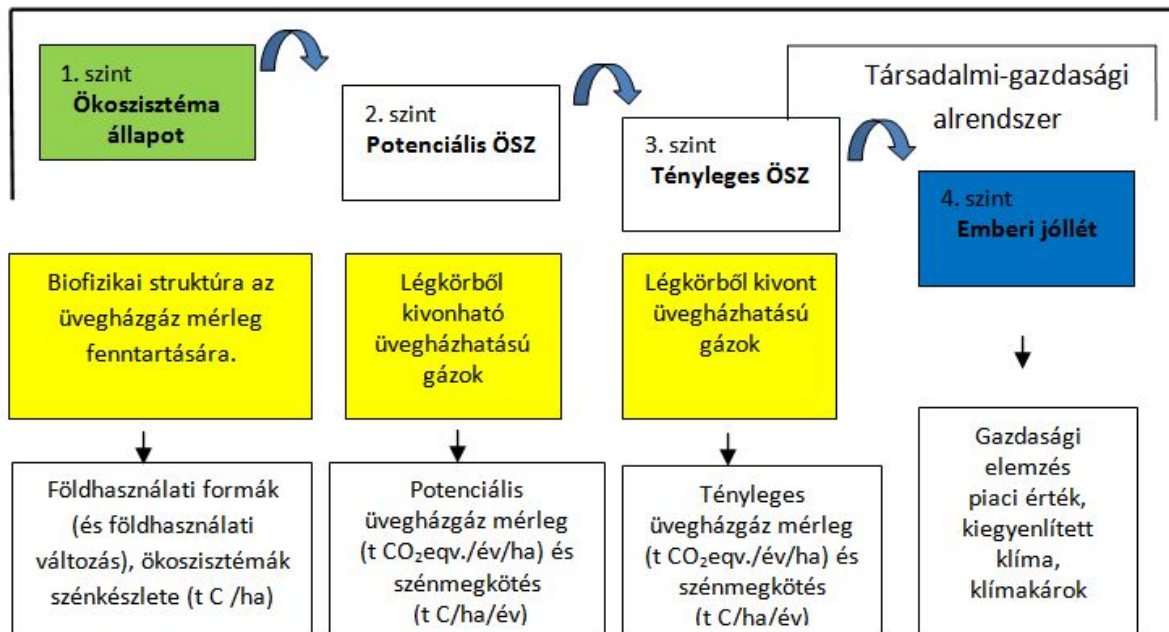 1. szint
Ökoszisztéma
állapot
2. szint
Potenciális ÖSZ
3. szint
Tényleges ÖSZ
Társadalmi-gazdasági
alrendszer
4. szint
Emberi jóllét
Biofizikai struktúra az
üvegházgáz mérleg
fenntartására.
Légkörből
kivonható
üvegházhatású
gázok
Légkörből kivont
üvegházhatású
gázok
Földhasználati formák
(és földhasználati
változás), ökoszisztémák
szénkészlete (t C /ha)
Potenciális
üvegházgáz mérleg
(t CO₂eqv./év/ha) és
szénmegkötés
(t C/ha/év)
Tényleges
üvegházgáz mérleg
(t CO₂eqv./év/ha) és
szénmegkötés
(t C/ha/év)
Gazdasági
elemzés
piaci érték,
kiegyenlített
klíma,
klímakárok